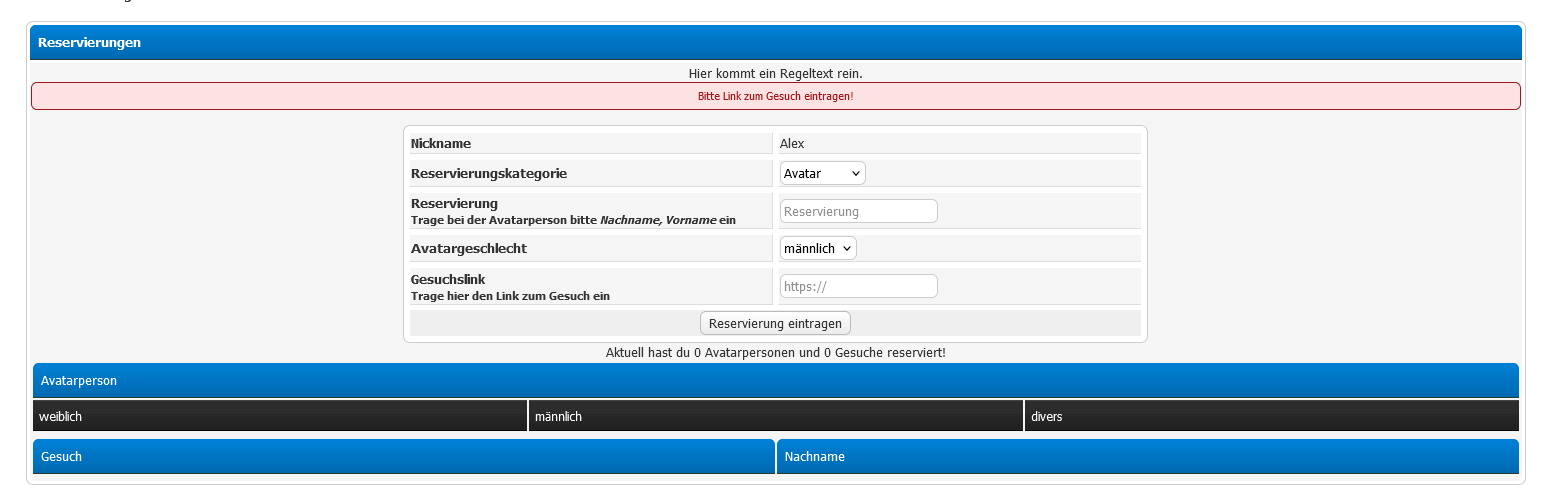 Reservierungen
Hier kommt ein Regeltext rein.
Bitte Link zum Gesuch eintragen!
Nickname Alex
Reservierungskategorie Avatar
Reservierung
Trage bei der Avatarperson bitte Nachname, Vorname ein
Reservierung
Avatargeschlecht männlich
Gesuchslink
Trage hier den Link zum Gesuch ein
https://
Reservierung eintragen
Aktuell hast du 0 Avatarpersonen und 0 Gesuche reserviert!
Avatarperson
weiblich männlich divers
Gesuch Nachname